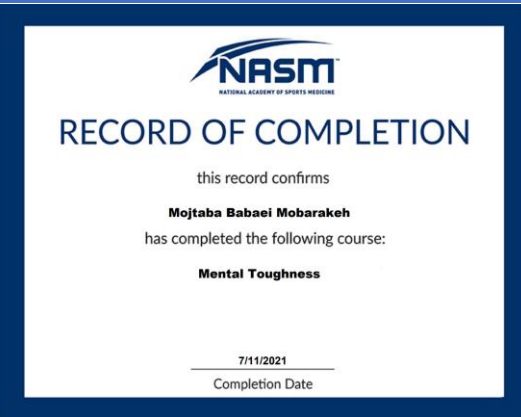 NASM
NATIONAL ACADEMY OF SPORTS MEDICINE
RECORD OF COMPLETION
this record confirms
Mojtaba Babaei Mobarakeh
has completed the following course:
Mental Toughness
7/11/2021
Completion Date